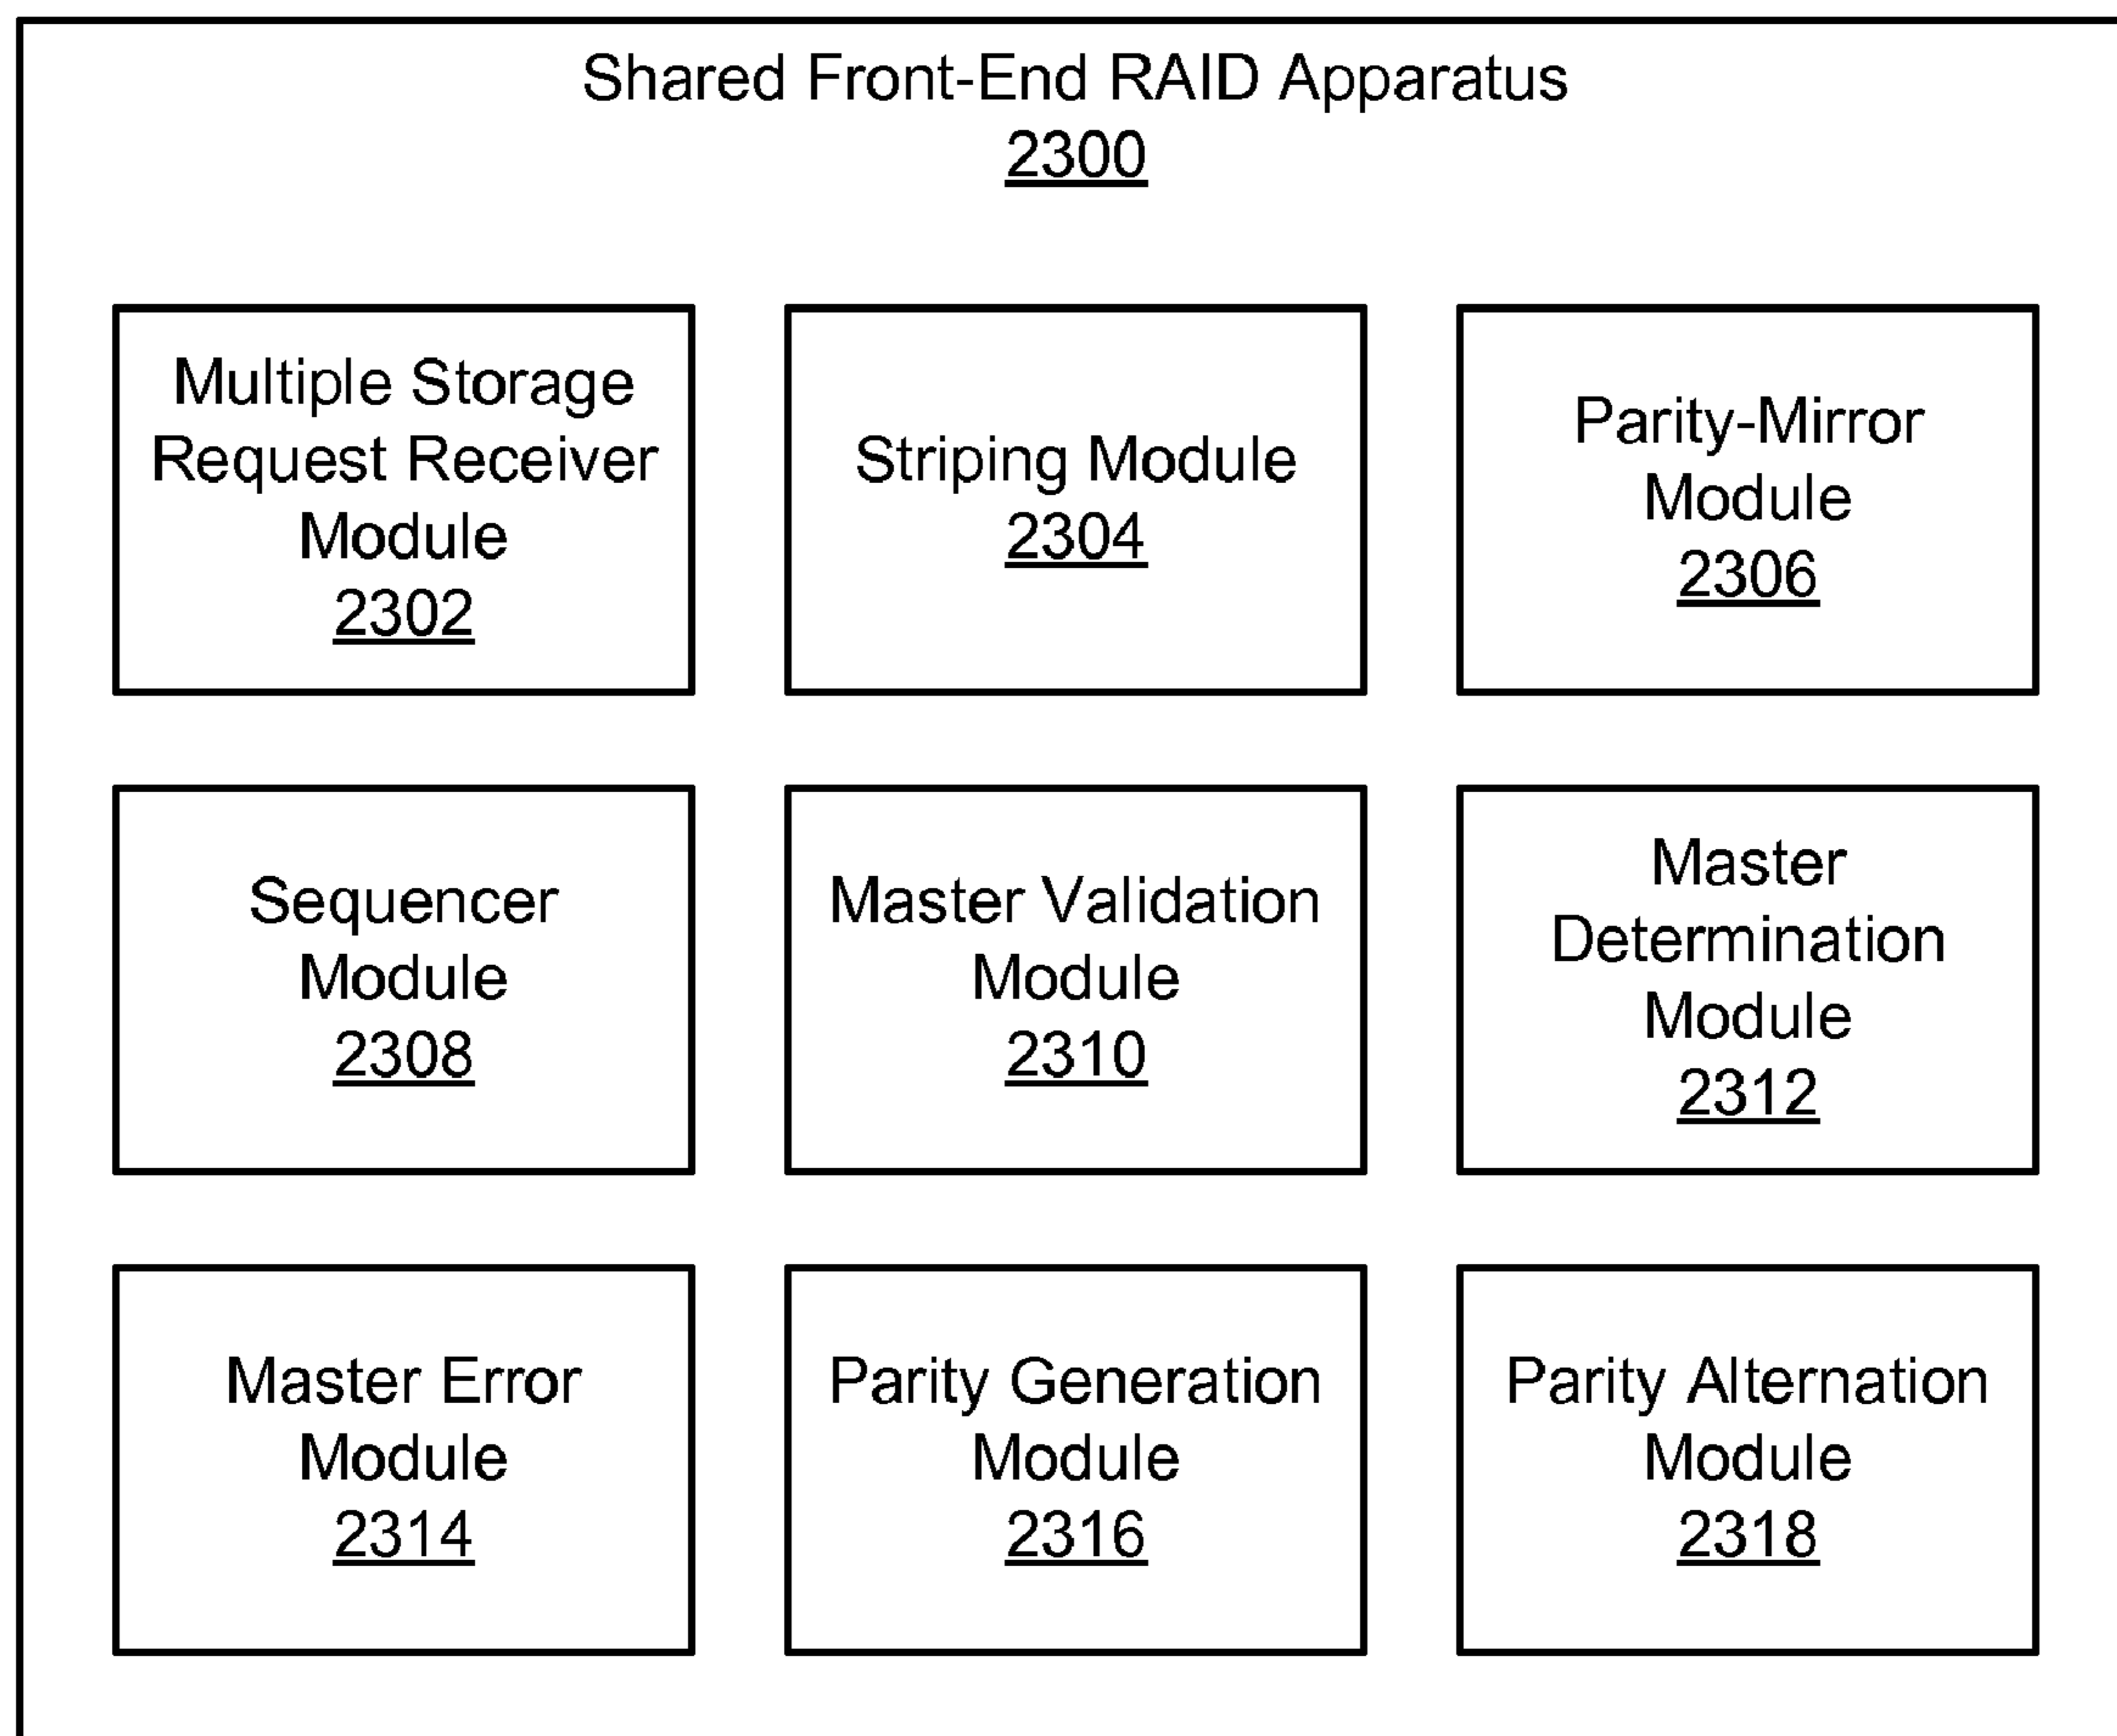 Shared Front-End RAID Apparatus
2300
Multiple Storage
Request Receiver
Module
2302
Striping Module
2304
Parity-Mirror
Module
2306
Sequencer
Module
2308
Master Validation
Module
2310
Master
Determination
Module
2312
Master Error
Module
2314
Parity Generation
Module
2316
Parity Alternation
Module
2318